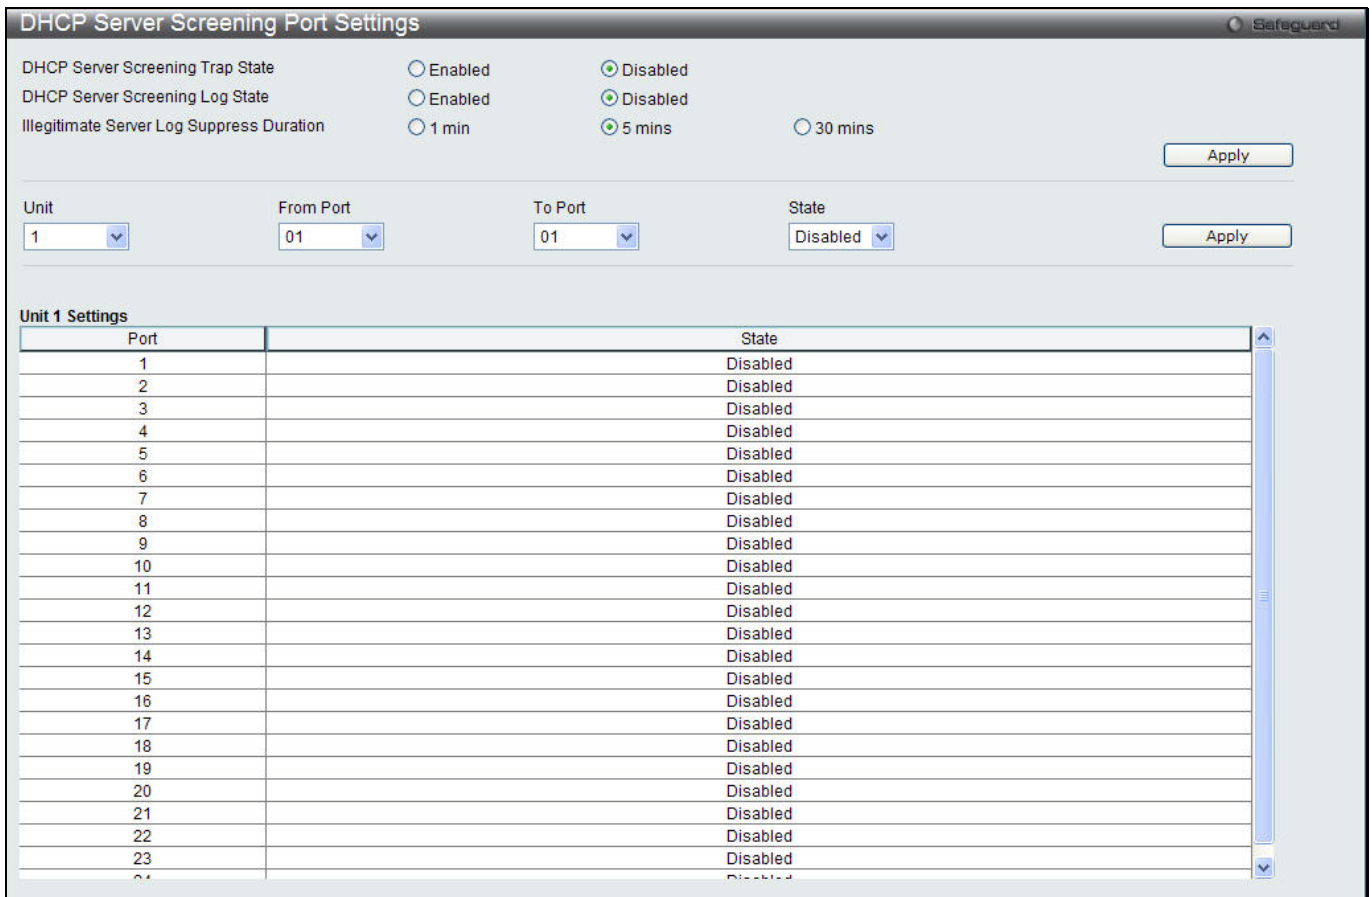 DHCP Server Screening Port Settings
Safeguard
DHCP Server Screening Trap State Enabled Disabled
DHCP Server Screening Log State Enabled Disabled
Illegitimate Server Log Suppress Duration 1 min 5 mins 30 mins
Apply
Unit From Port To Port State
1 01 01 Disabled Apply
Unit 1 Settings
Port State
1 Disabled
2 Disabled
3 Disabled
4 Disabled
5 Disabled
6 Disabled
7 Disabled
8 Disabled
9 Disabled
10 Disabled
11 Disabled
12 Disabled
13 Disabled
14 Disabled
15 Disabled
16 Disabled
17 Disabled
18 Disabled
19 Disabled
20 Disabled
21 Disabled
22 Disabled
23 Disabled